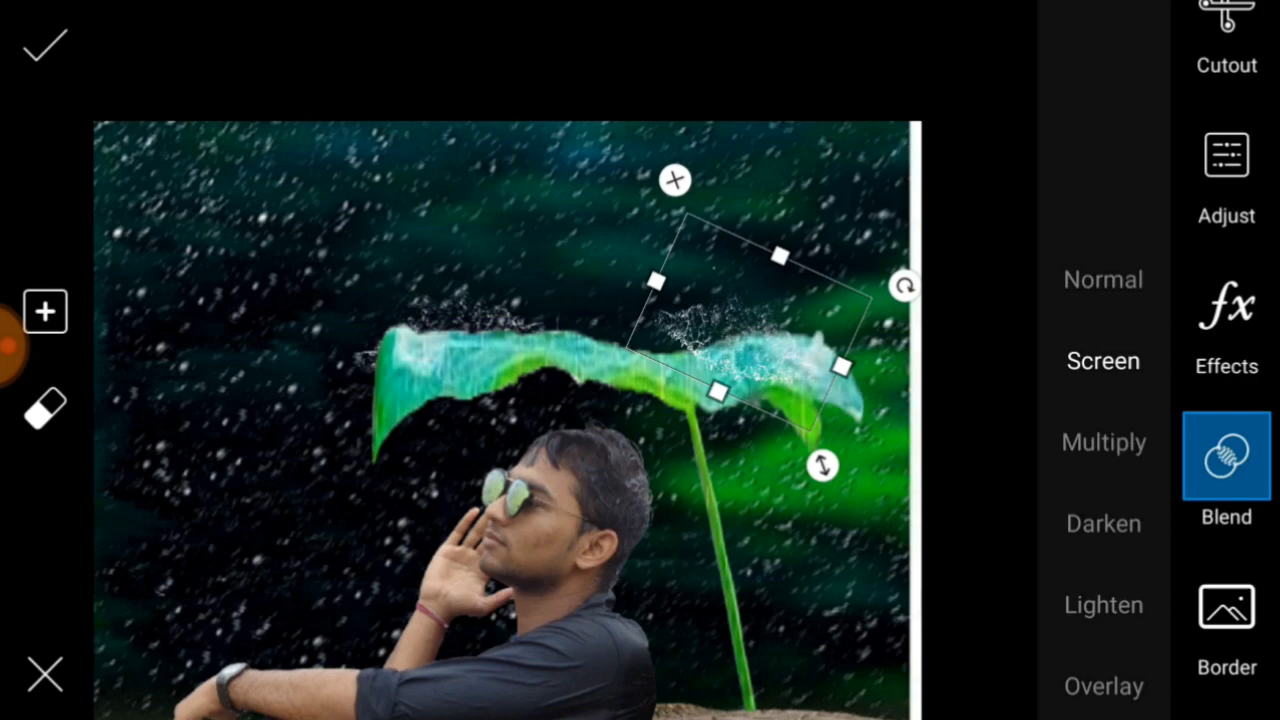 Cutout
Adjust
Effects
Blend
Border
Normal
Screen
Multiply
Darken
Lighten
Overlay